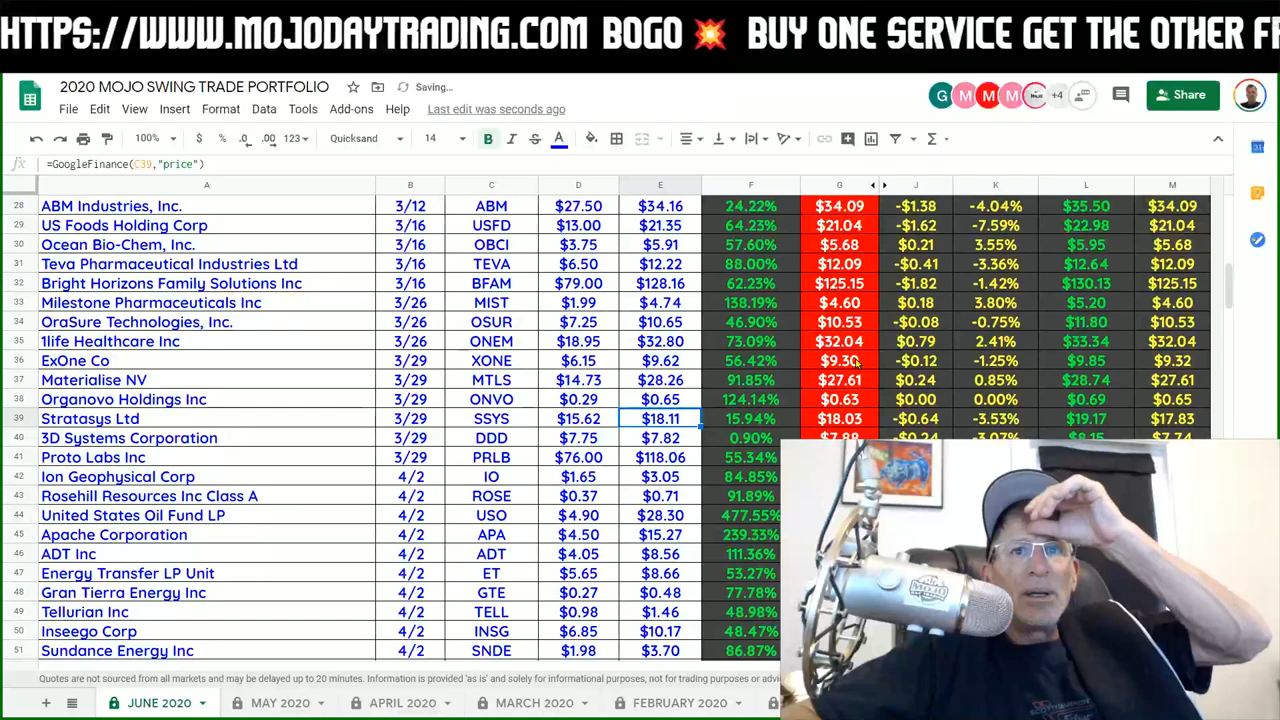 HTTPS://WWW.MOJODAYTRADING.COM BOGO 💥 BUY ONE SERVICE GET THE OTHER
2020 MOJO SWING TRADE PORTFOLIO Saving...
File Edit View Insert Format Data Tools Add-ons Help Last edit was seconds ago
G M M M +4 Share
100% $ % .0 .00 123 Quicksand 14 B I S A
fx =GoogleFinance(C39,"price")
A B C D E F G J K L M
28 ABM Industries, Inc. 3/12 ABM $27.50 $34.16 24.22% $34.09 -$1.38 -4.04% $35.50 $34.09
29 US Foods Holding Corp 3/16 USFD $13.00 $21.35 64.23% $21.04 -$1.62 -7.59% $22.98 $21.04
30 Ocean Bio-Chem, Inc. 3/16 OBCI $3.75 $5.91 57.60% $5.68 $0.21 3.55% $5.95 $5.68
31 Teva Pharmaceutical Industries Ltd 3/16 TEVA $6.50 $12.22 88.00% $12.09 -$0.41 -3.36% $12.64 $12.09
32 Bright Horizons Family Solutions Inc 3/16 BFAM $79.00 $128.16 62.23% $125.15 -$1.82 -1.42% $130.13 $125.15
33 Milestone Pharmaceuticals Inc 3/26 MIST $1.99 $4.74 138.19% $4.60 $0.18 3.80% $5.20 $4.60
34 OraSure Technologies, Inc. 3/26 OSUR $7.25 $10.65 46.90% $10.53 -$0.08 -0.75% $11.80 $10.53
35 1life Healthcare Inc 3/26 ONEM $18.95 $32.80 73.09% $32.04 $0.79 2.41% $33.34 $32.04
36 ExOne Co 3/29 XONE $6.15 $9.62 56.42% $9.30 -$0.12 -1.25% $9.85 $9.32
37 Materialise NV 3/29 MTLS $14.73 $28.26 91.85% $27.61 $0.24 0.85% $28.74 $27.61
38 Organovo Holdings Inc 3/29 ONVO $0.29 $0.65 124.14% $0.63 $0.00 0.00% $0.69 $0.65
39 Stratasys Ltd 3/29 SSYS $15.62 $18.11 15.94% $18.03 -$0.64 -3.53% $19.17 $17.83
40 3D Systems Corporation 3/29 DDD $7.75 $7.82 0.90% $7.88 -$0.24 -3.07% $8.15 $7.74
41 Proto Labs Inc 3/29 PRLB $76.00 $118.06 55.34%
42 Ion Geophysical Corp 4/2 IO $1.65 $3.05 84.85%
43 Rosehill Resources Inc Class A 4/2 ROSE $0.37 $0.71 91.89%
44 United States Oil Fund LP 4/2 USO $4.90 $28.30 477.55%
45 Apache Corporation 4/2 APA $4.50 $15.27 239.33%
46 ADT Inc 4/2 ADT $4.05 $8.56 111.36%
47 Energy Transfer LP Unit 4/2 ET $5.65 $8.66 53.27%
48 Gran Tierra Energy Inc 4/2 GTE $0.27 $0.48 77.78%
49 Tellurian Inc 4/2 TELL $0.98 $1.46 48.98%
50 Inseego Corp 4/2 INSG $6.85 $10.17 48.47%
51 Sundance Energy Inc 4/2 SNDE $1.98 $3.70 86.87%
MOJO
Quotes are not sourced from all markets and may be delayed up to 20 minutes. Information is provided 'as is' and solely for informational purposes, not for trading purposes or
JUNE 2020 MAY 2020 APRIL 2020 MARCH 2020 FEBRUARY 2020